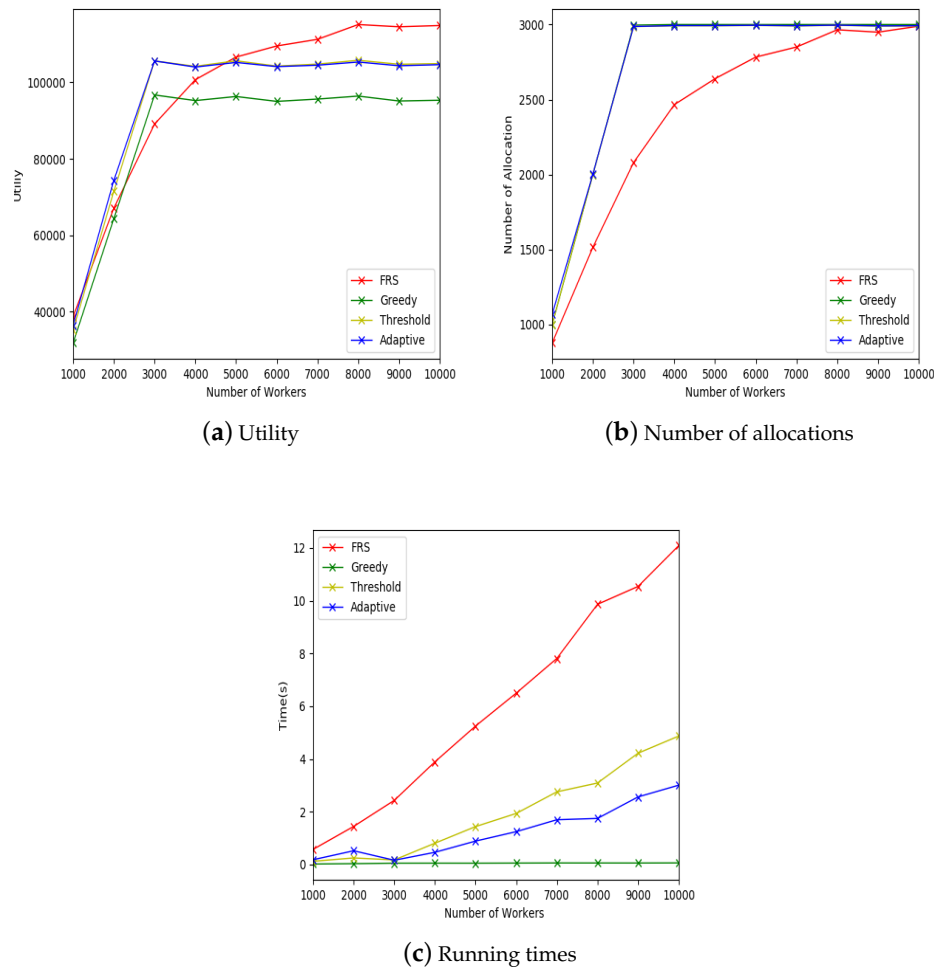 100000
80000
60000
40000
Utiliy
FRS
Greedy
Threshold
Adaptive
1000 2000 3000 4000 5000 6000 7000 8000 9000 10000
Number of Workers
(a) Utility
3000
2500
2000
1500
1000
Number of Allocation
FRS
Greedy
Threshold
Adaptive
1000 2000 3000 4000 5000 6000 7000 8000 9000 10000
Number of Workers
(b) Number of allocations
12
10
8
6
4
2
0
Time(s)
FRS
Greedy
Threshold
Adaptive
1000 2000 3000 4000 5000 6000 7000 8000 9000 10000
Number of Workers
(c) Running times